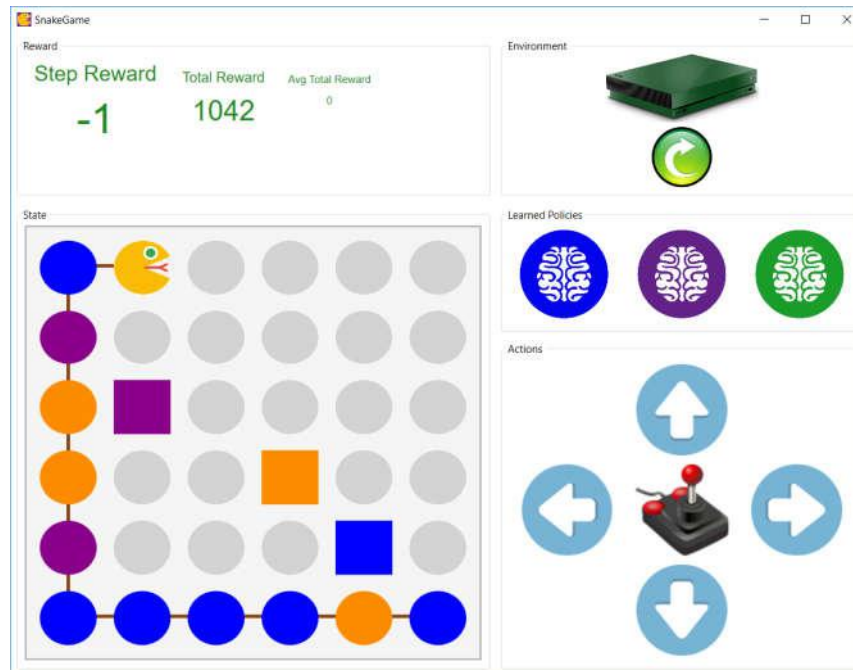 SnakeGame
Reward
Step Reward
-1
Total Reward
1042
Avg Total Reward
0
Environment
State
Learned Policies
Actions